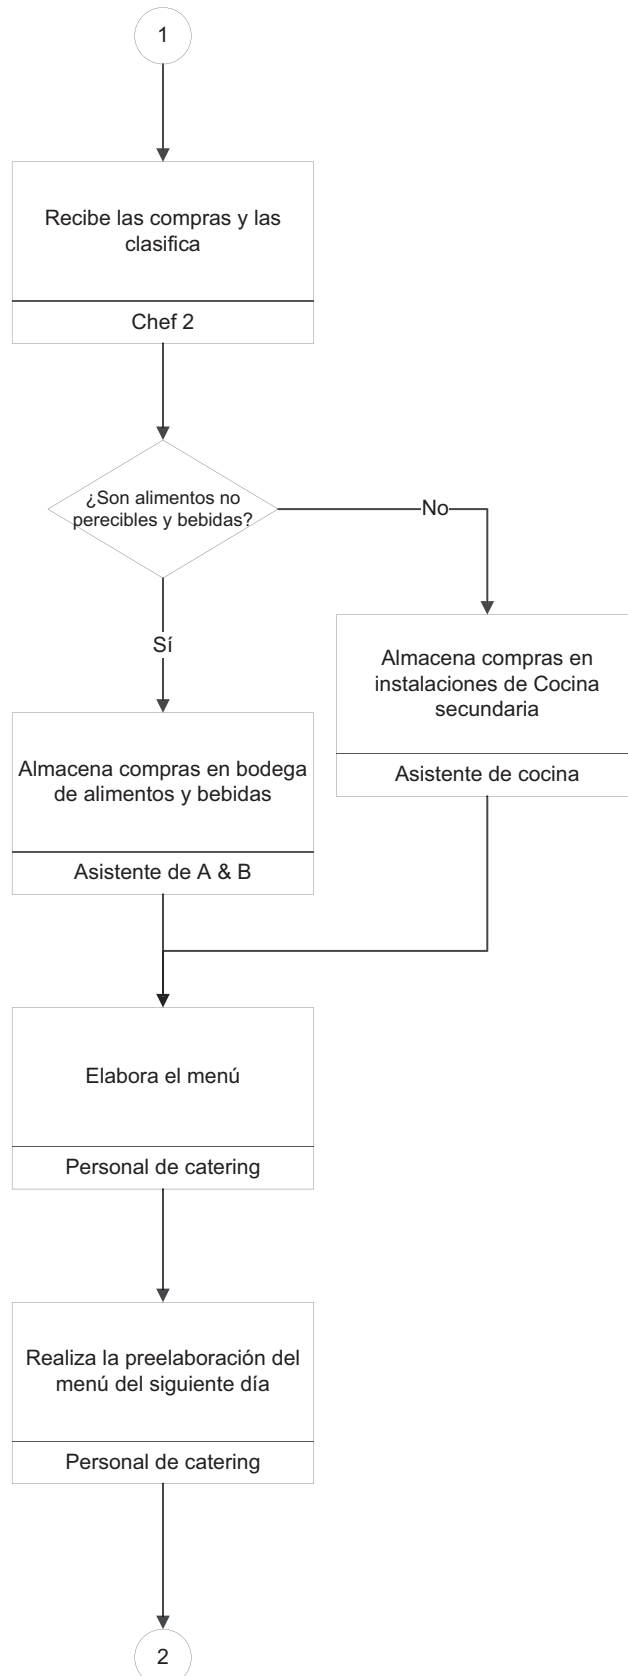 1
Recibe las compras y las
clasifica
Chef 2
¿Son alimentos no
perecibles y bebidas?
No
Sí
Almacena compras en
instalaciones de Cocina
secundaria
Asistente de cocina
Almacena compras en bodega
de alimentos y bebidas
Asistente de A & B
Elabora el menú
Personal de catering
Realiza la preelaboración del
menú del siguiente día
Personal de catering
2